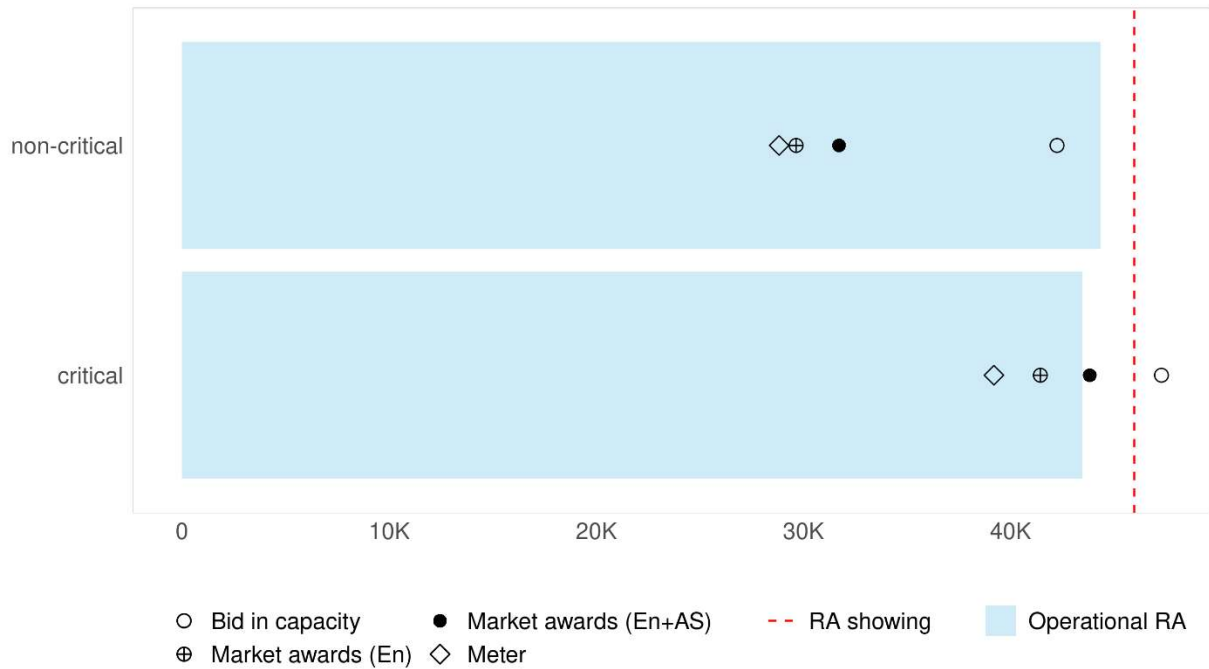 non-critical
critical
0 10K 20K 30K 40K
Bid in capacity Market awards (En+AS) RA showing Operational RA
Market awards (En) Meter